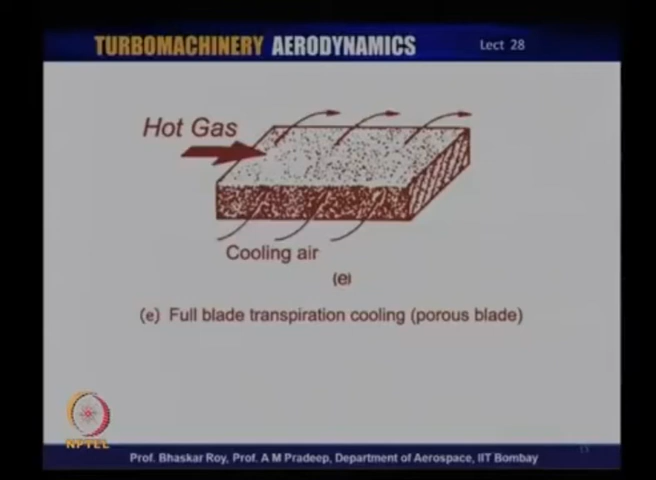 TURBOMACHINERY AERODYNAMICS
Lect 28
Hot Gas
Cooling air
(e)
(e) Full blade transpiration cooling (porous blade)
NPTEL
Prof. Bhaskar Roy, Prof. A M Pradeep, Department of Aerospace, IIT Bombay